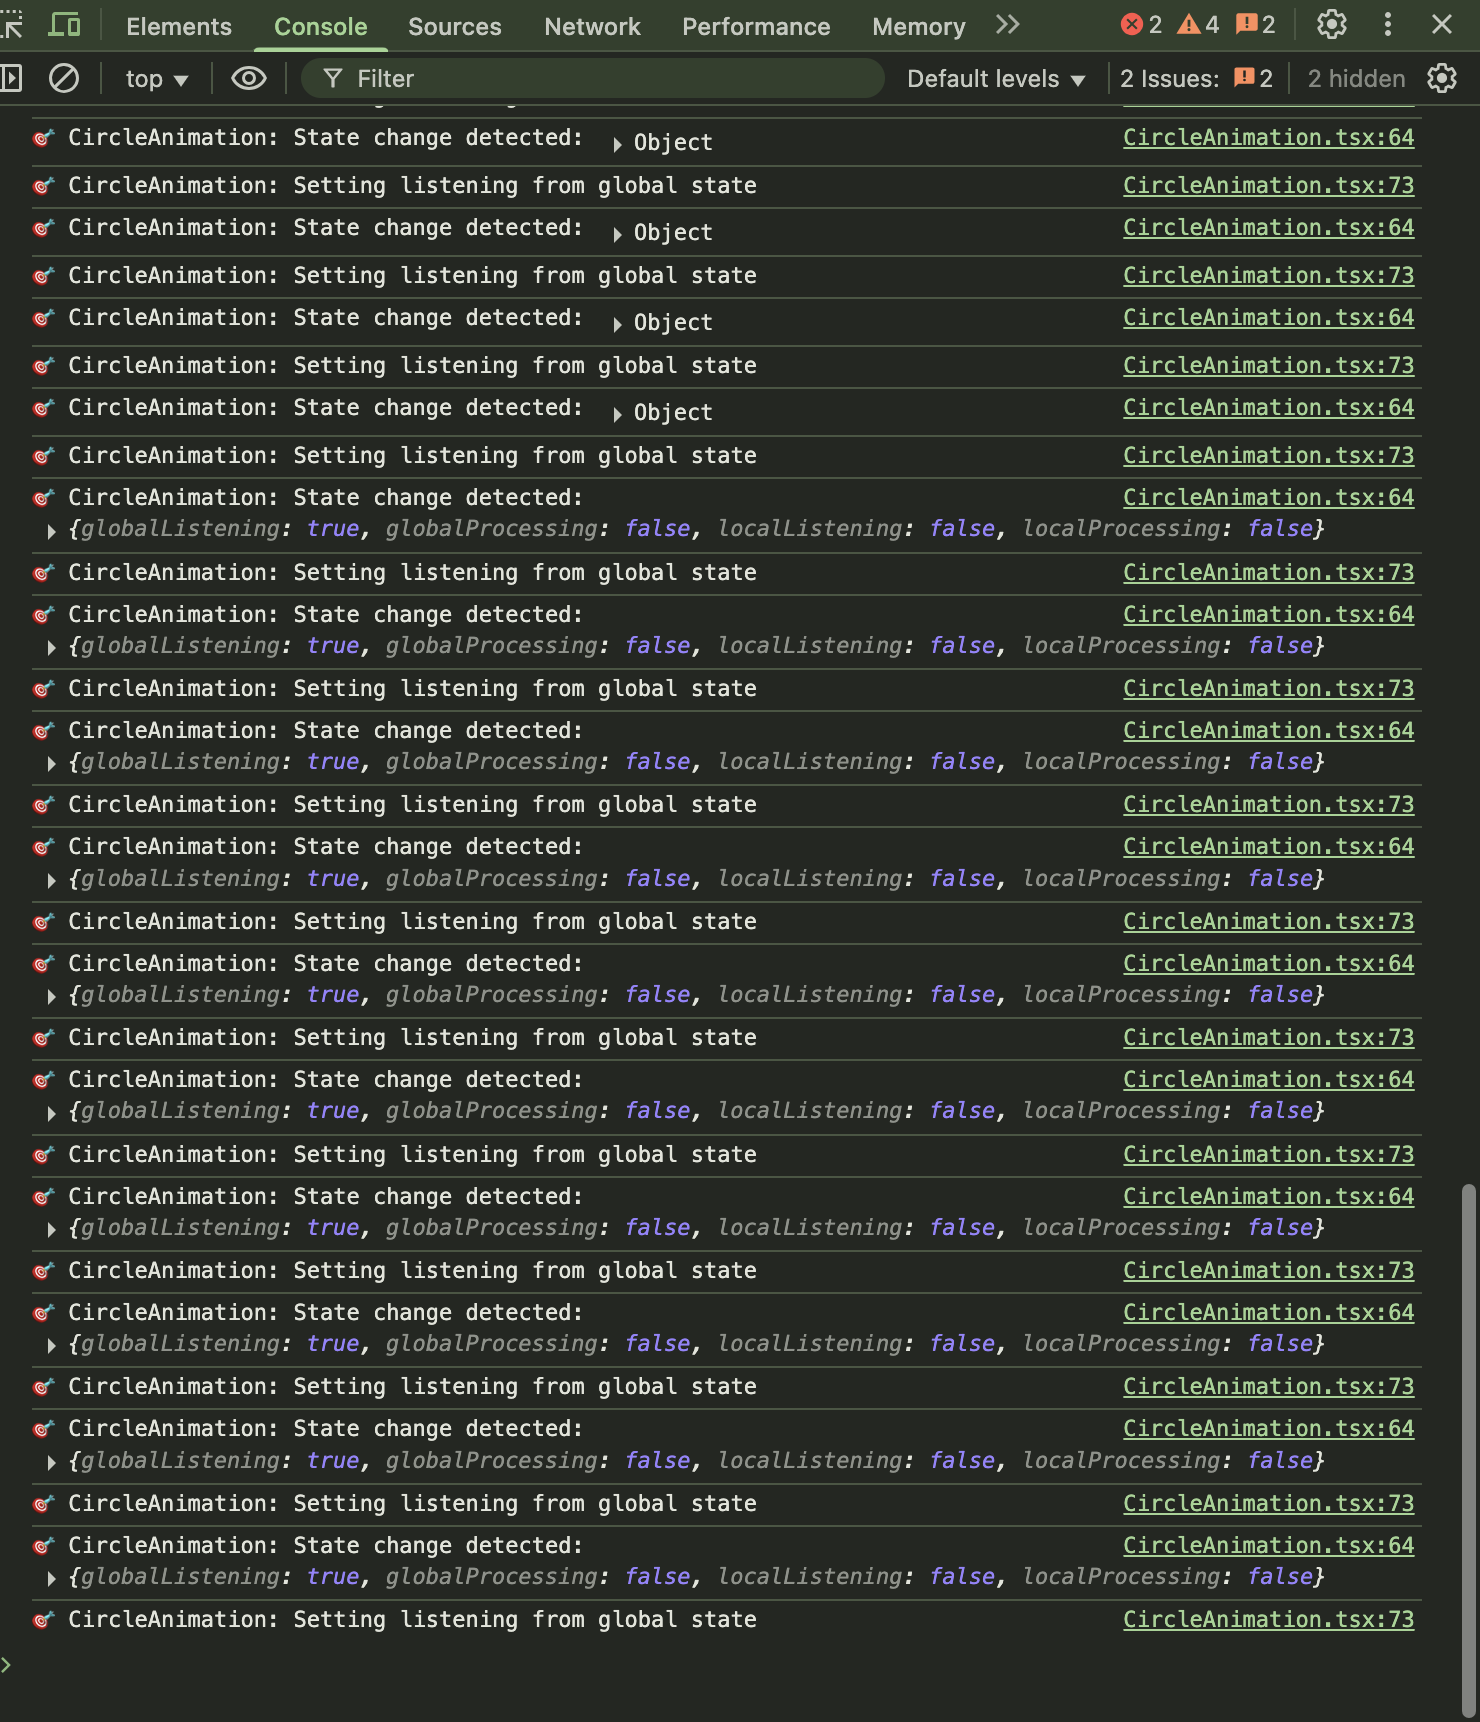 Elements Console Sources Network Performance Memory 2 4 2
top Filter Default levels 2 Issues: 2 2 hidden
CircleAnimation: State change detected: Object CircleAnimation.tsx:64
CircleAnimation: Setting listening from global state CircleAnimation.tsx:73
CircleAnimation: State change detected: Object CircleAnimation.tsx:64
CircleAnimation: Setting listening from global state CircleAnimation.tsx:73
CircleAnimation: State change detected: Object CircleAnimation.tsx:64
CircleAnimation: Setting listening from global state CircleAnimation.tsx:73
CircleAnimation: State change detected: Object CircleAnimation.tsx:64
CircleAnimation: Setting listening from global state CircleAnimation.tsx:73
CircleAnimation: State change detected: CircleAnimation.tsx:64
{globalListening: true, globalProcessing: false, localListening: false, localProcessing: false}
CircleAnimation: Setting listening from global state CircleAnimation.tsx:73
CircleAnimation: State change detected: CircleAnimation.tsx:64
{globalListening: true, globalProcessing: false, localListening: false, localProcessing: false}
CircleAnimation: Setting listening from global state CircleAnimation.tsx:73
CircleAnimation: State change detected: CircleAnimation.tsx:64
{globalListening: true, globalProcessing: false, localListening: false, localProcessing: false}
CircleAnimation: Setting listening from global state CircleAnimation.tsx:73
CircleAnimation: State change detected: CircleAnimation.tsx:64
{globalListening: true, globalProcessing: false, localListening: false, localProcessing: false}
CircleAnimation: Setting listening from global state CircleAnimation.tsx:73
CircleAnimation: State change detected: CircleAnimation.tsx:64
{globalListening: true, globalProcessing: false, localListening: false, localProcessing: false}
CircleAnimation: Setting listening from global state CircleAnimation.tsx:73
CircleAnimation: State change detected: CircleAnimation.tsx:64
{globalListening: true, globalProcessing: false, localListening: false, localProcessing: false}
CircleAnimation: Setting listening from global state CircleAnimation.tsx:73
CircleAnimation: State change detected: CircleAnimation.tsx:64
{globalListening: true, globalProcessing: false, localListening: false, localProcessing: false}
CircleAnimation: Setting listening from global state CircleAnimation.tsx:73
CircleAnimation: State change detected: CircleAnimation.tsx:64
{globalListening: true, globalProcessing: false, localListening: false, localProcessing: false}
CircleAnimation: Setting listening from global state CircleAnimation.tsx:73
CircleAnimation: State change detected: CircleAnimation.tsx:64
{globalListening: true, globalProcessing: false, localListening: false, localProcessing: false}
CircleAnimation: Setting listening from global state CircleAnimation.tsx:73
CircleAnimation: State change detected: CircleAnimation.tsx:64
{globalListening: true, globalProcessing: false, localListening: false, localProcessing: false}
CircleAnimation: Setting listening from global state CircleAnimation.tsx:73